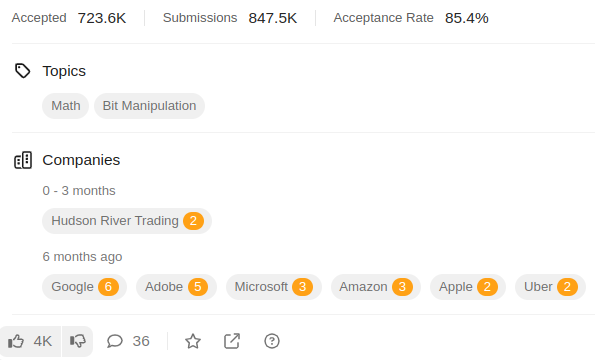 Accepted 723.6K Submissions 847.5K Acceptance Rate 85.4%
Topics
Math Bit Manipulation
Companies
0 - 3 months
Hudson River Trading 2
6 months ago
Google 6 Adobe 5 Microsoft 3 Amazon 3 Apple 2 Uber 2
4K 36